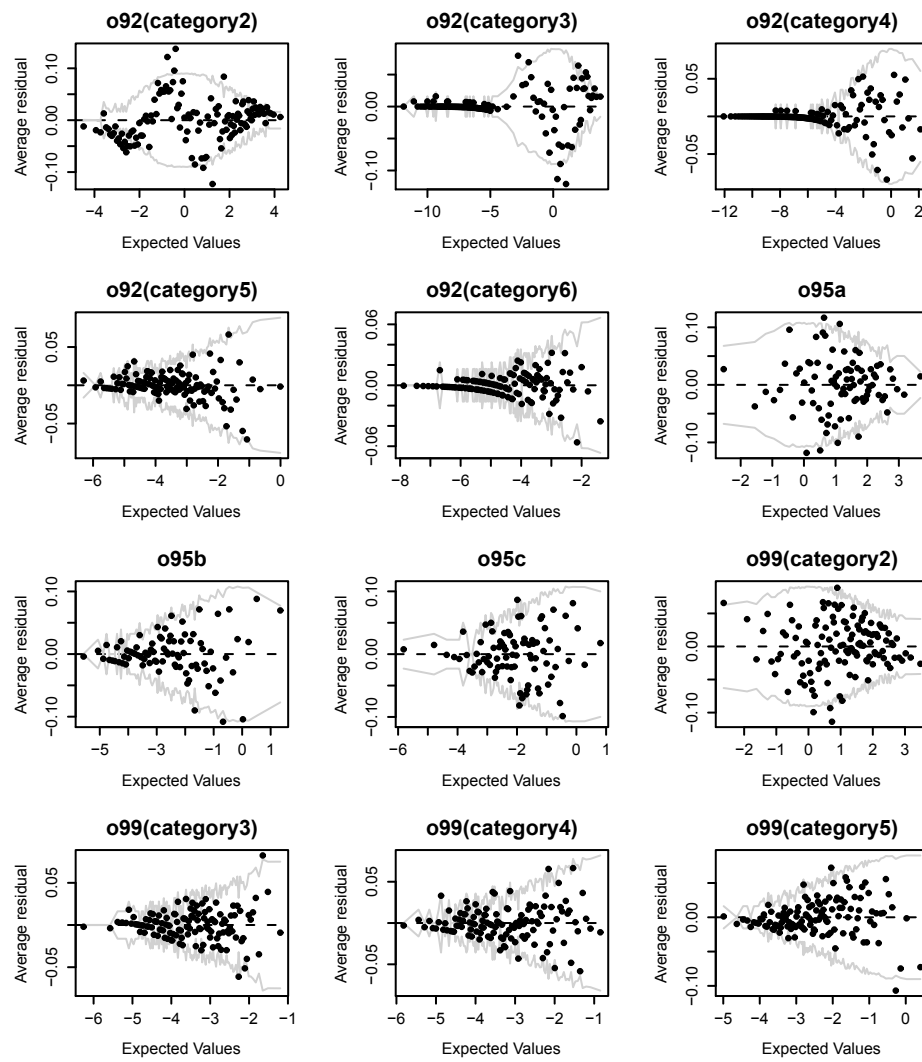 o92(category2) o92(category3) o92(category4)
Average residual
−0.10 0.00 0.10
−4 −2 0 2 4
Expected Values
Average residual
−0.10 0.00
−10 −5 0
Expected Values
Average residual
−0.05 0.05
−12 −8 −4 0 2
Expected Values
o92(category5) o92(category6) o95a
Average residual
−0.05 0.05
−6 −4 −2 0
Expected Values
Average residual
−0.06 0.00 0.06
−8 −6 −4 −2
Expected Values
Average residual
−0.10 0.00 0.10
−2 −1 0 1 2 3
Expected Values
o95b o95c o99(category2)
Average residual
−0.10 0.00 0.10
−5 −4 −3 −2 −1 0 1
Expected Values
Average residual
−0.10 0.00 0.10
−6 −4 −2 0
Expected Values
Average residual
−0.10 0.00
−2 −1 0 1 2 3
Expected Values
o99(category3) o99(category4) o99(category5)
Average residual
−0.05 0.05
−6 −5 −4 −3 −2 −1
Expected Values
Average residual
−0.05 0.05
−6 −5 −4 −3 −2 −1
Expected Values
Average residual
−0.10 0.00
−5 −4 −3 −2 −1 0
Expected Values